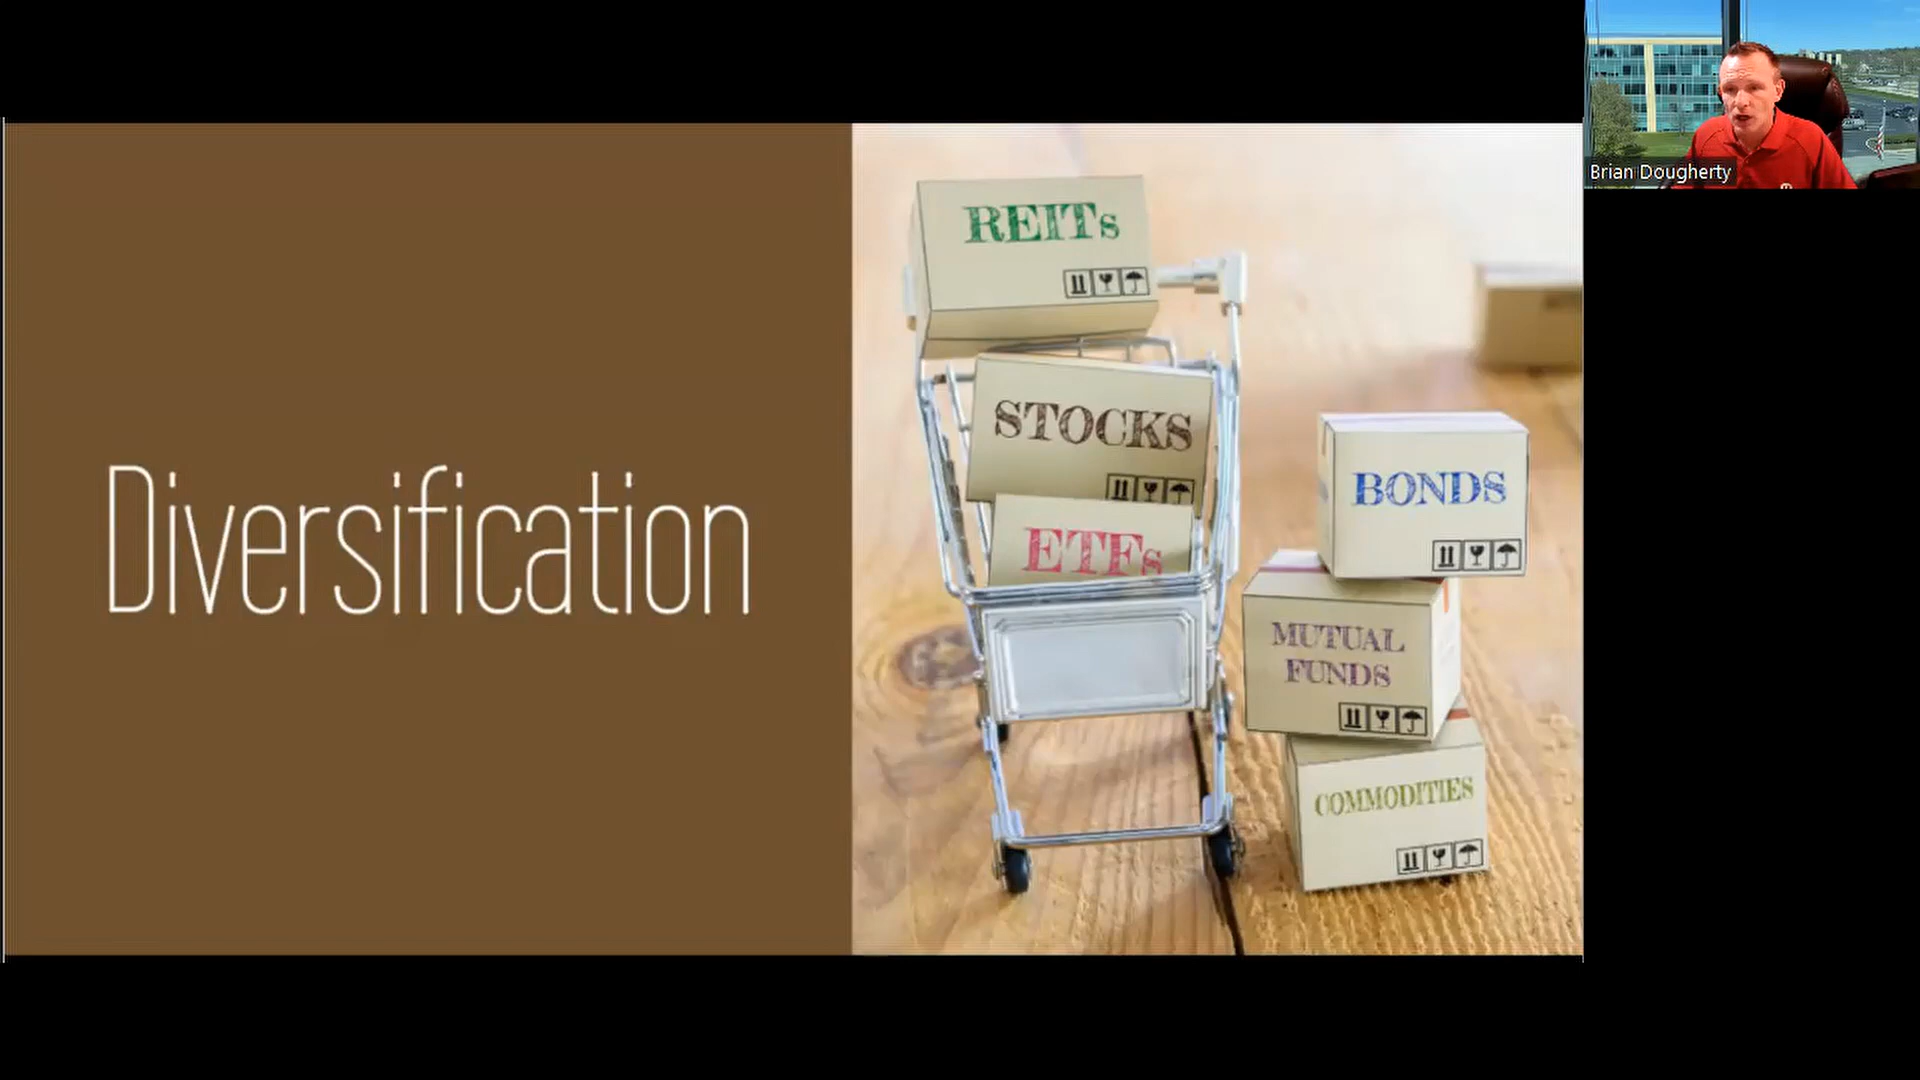 Diversification
REITs
STOCKS
ETFs
BONDS
MUTUAL
FUNDS
COMMODITIES
Brian Dougherty